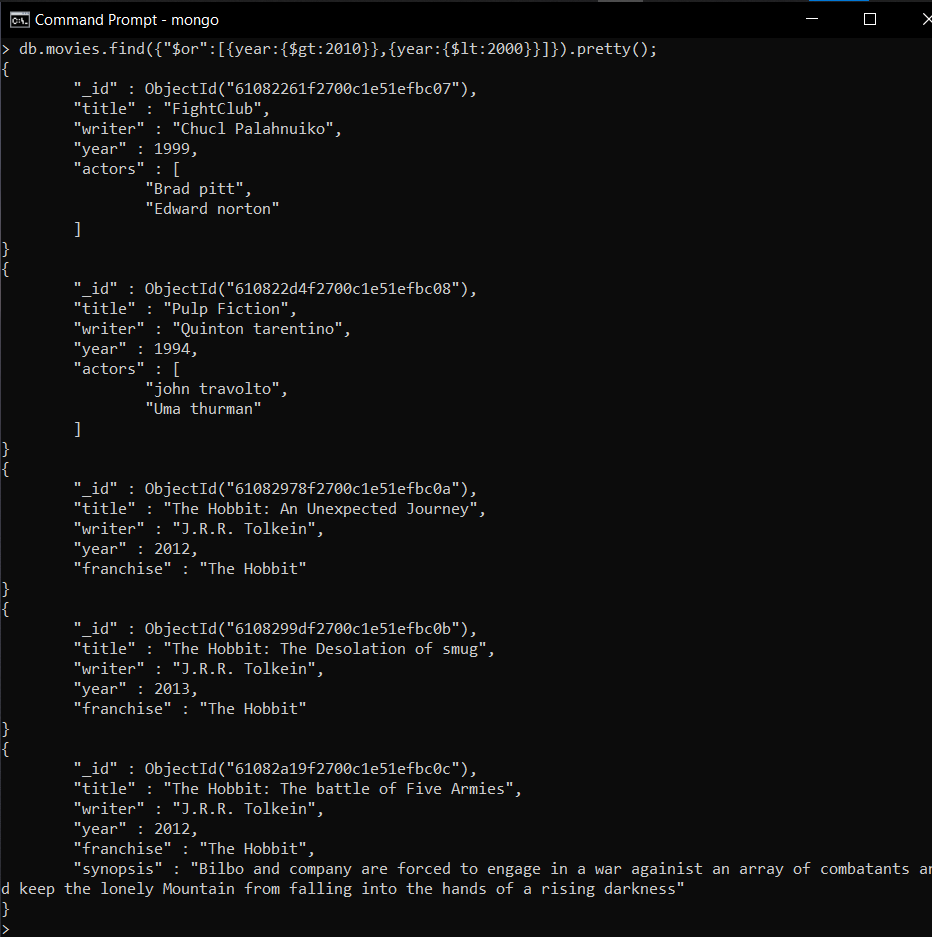 Command Prompt - mongo
> db.movies.find({"$or":[{year:{$gt:2010}},{year:{$lt:2000}}]}).pretty();
{
        "_id" : ObjectId("61082261f2700c1e51efbc07"),
        "title" : "FightClub",
        "writer" : "Chucl Palahnuiko",
        "year" : 1999,
        "actors" : [
                "Brad pitt",
                "Edward norton"
        ]
}
{
        "_id" : ObjectId("610822d4f2700c1e51efbc08"),
        "title" : "Pulp Fiction",
        "writer" : "Quinton tarentino",
        "year" : 1994,
        "actors" : [
                "john travolto",
                "Uma thurman"
        ]
}
{
        "_id" : ObjectId("61082978f2700c1e51efbc0a"),
        "title" : "The Hobbit: An Unexpected Journey",
        "writer" : "J.R.R. Tolkein",
        "year" : 2012,
        "franchise" : "The Hobbit"
}
{
        "_id" : ObjectId("6108299df2700c1e51efbc0b"),
        "title" : "The Hobbit: The Desolation of smug",
        "writer" : "J.R.R. Tolkein",
        "year" : 2013,
        "franchise" : "The Hobbit"
}
{
        "_id" : ObjectId("61082a19f2700c1e51efbc0c"),
        "title" : "The Hobbit: The battle of Five Armies",
        "writer" : "J.R.R. Tolkein",
        "year" : 2012,
        "franchise" : "The Hobbit",
        "synopsis" : "Bilbo and company are forced to engage in a war againist an array of combatants an
d keep the lonely Mountain from falling into the hands of a rising darkness"
}
>